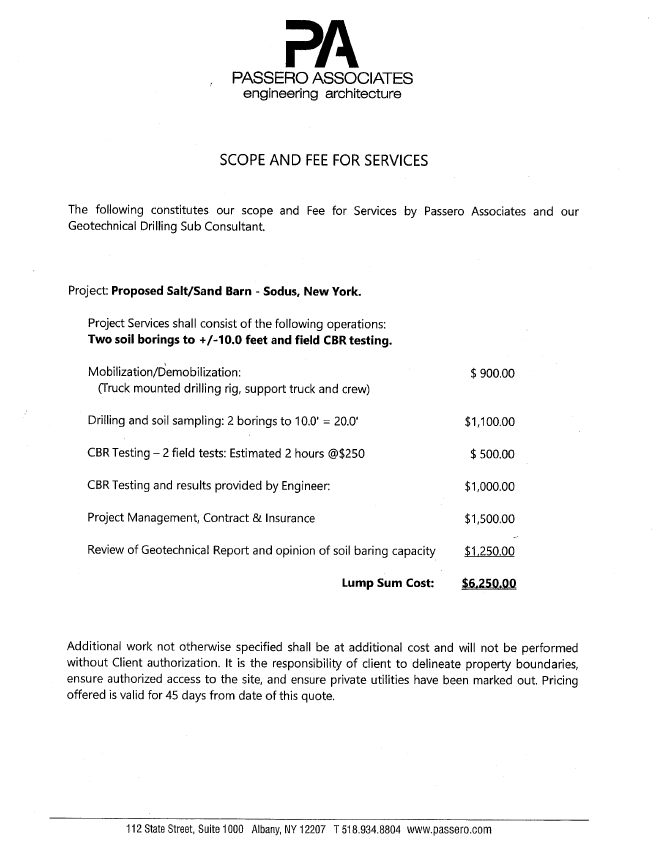 PA
PASSERO ASSOCIATES
engineering architecture
SCOPE AND FEE FOR SERVICES
The following constitutes our scope and Fee for Services by Passero Associates and our
Geotechnical Drilling Sub Consultant.
Project: Proposed Salt/Sand Barn - Sodus, New York.
Project Services shall consist of the following operations:
Two soil borings to +/-10.0 feet and field CBR testing.
Mobilization/Demobilization: $ 900.00
(Truck mounted drilling rig, support truck and crew)
Drilling and soil sampling: 2 borings to 10.0' = 20.0' $1,100.00
CBR Testing – 2 field tests: Estimated 2 hours @$250 $ 500.00
CBR Testing and results provided by Engineer: $1,000.00
Project Management, Contract & Insurance $1,500.00
Review of Geotechnical Report and opinion of soil baring capacity $1,250.00
Lump Sum Cost: $6,250.00
Additional work not otherwise specified shall be at additional cost and will not be performed
without Client authorization. It is the responsibility of client to delineate property boundaries,
ensure authorized access to the site, and ensure private utilities have been marked out. Pricing
offered is valid for 45 days from date of this quote.
112 State Street, Suite 1000 Albany, NY 12207 T 518.934.8804 www.passero.com